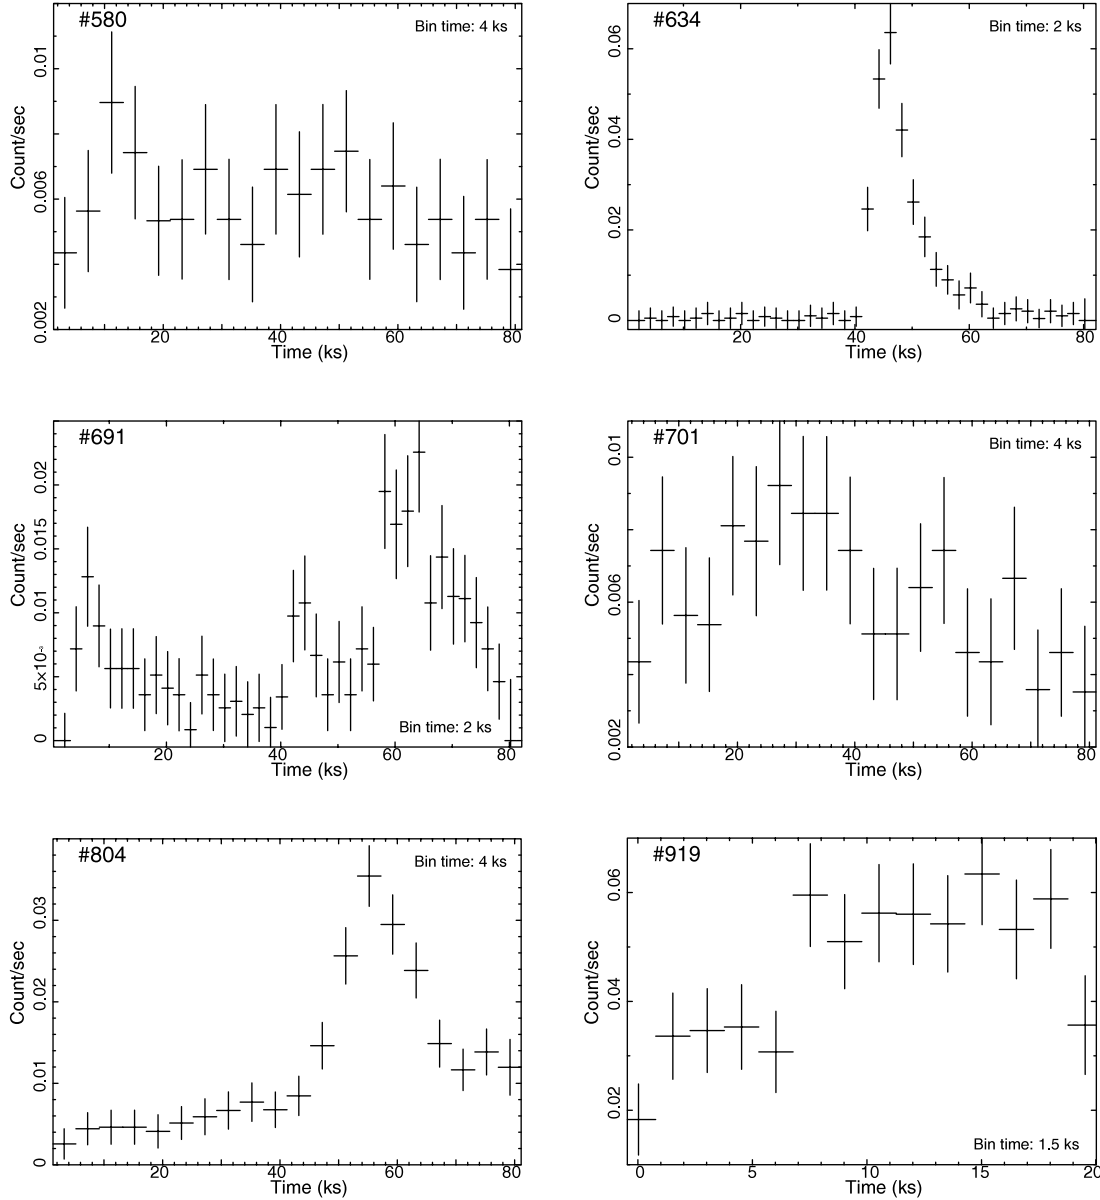 #580
Bin time: 4 ks
Count/sec
0.01
0.006
0.002
20 40 60 80
Time (ks)
#634
Bin time: 2 ks
Count/sec
0.06
0.04
0.02
0
20 40 60 80
Time (ks)
#691
Bin time: 2 ks
Count/sec
0.02
0.015
0.01
0
20 40 60 80
Time (ks)
#701
Bin time: 4 ks
Count/sec
0.01
0.006
0.002
20 40 60 80
Time (ks)
#804
Bin time: 4 ks
Count/sec
0.03
0.02
0.01
0
20 40 60 80
Time (ks)
#919
Bin time: 1.5 ks
Count/sec
0.06
0.04
0.02
0 5 10 15 20
Time (ks)